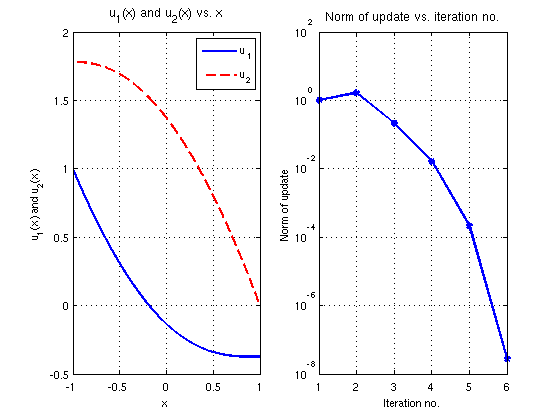 u1(x) and u2(x) vs. x
2
1.5
1
0.5
0
-0.5
-1
-0.5
0
0.5
1
x
u1(x) and u2(x)
u1
u2
Norm of update vs. iteration no.
10^2
10^0
10^-2
10^-4
10^-6
10^-8
1
2
3
4
5
6
Iteration no.
Norm of update